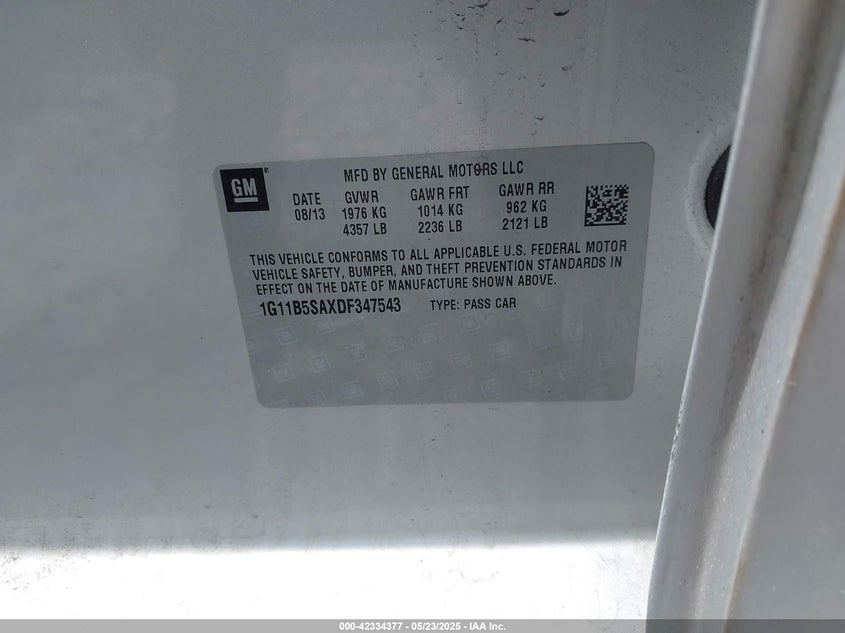 GM
MFD BY GENERAL MOTORS LLC
DATE GVWR GAWR FRT GAWR RR
08/13 1976 KG 1014 KG 962 KG
4357 LB 2236 LB 2121 LB
THIS VEHICLE CONFORMS TO ALL APPLICABLE U.S. FEDERAL MOTOR
VEHICLE SAFETY, BUMPER, AND THEFT PREVENTION STANDARDS IN
EFFECT ON THE DATE OF MANUFACTURE SHOWN ABOVE.
1G11B5SAXDF347543 TYPE: PASS CAR
000-42334377 — 05/23/2025 — IAA Inc.